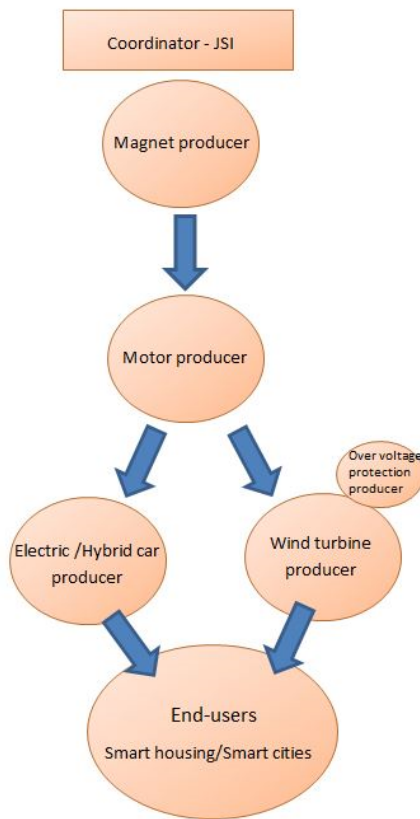 Coordinator - JSI
Magnet producer
Motor producer
Over voltage
protection
producer
Electric /Hybrid car
producer
Wind turbine
producer
End-users
Smart housing/Smart cities